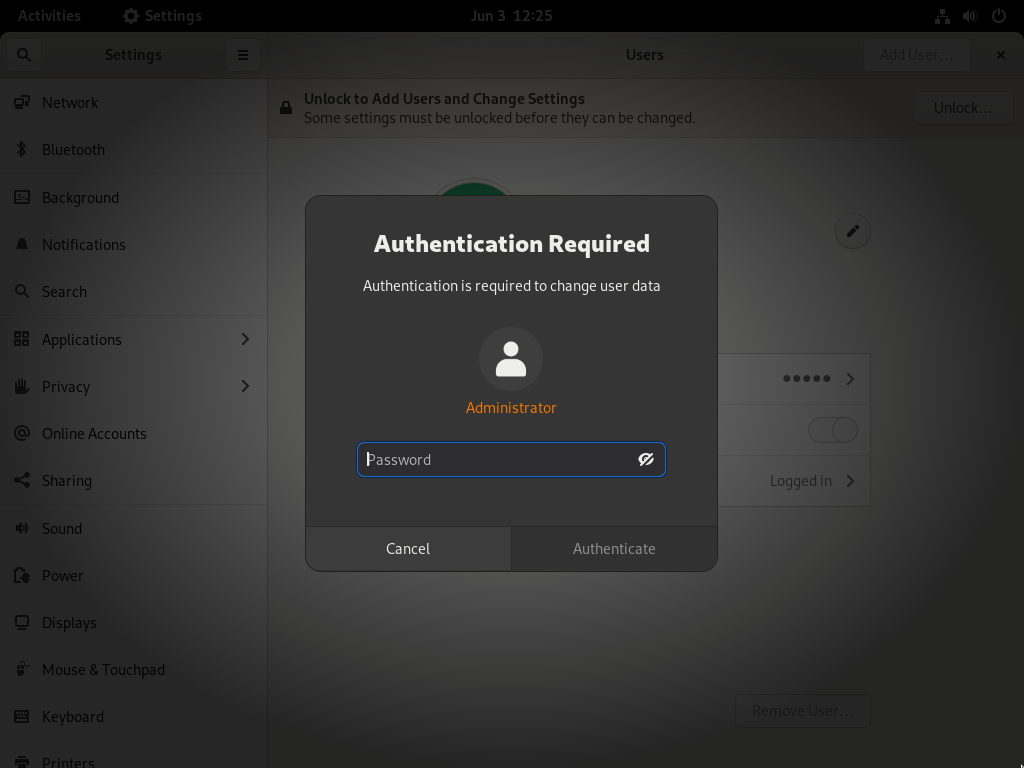 Activities
Settings
Jun 3 12:25
Settings
Users
Add User...
Network
Bluetooth
Background
Notifications
Search
Applications
Privacy
Online Accounts
Sharing
Sound
Power
Displays
Mouse & Touchpad
Keyboard
Printers
Unlock to Add Users and Change Settings
Some settings must be unlocked before they can be changed.
Unlock...
Authentication Required
Authentication is required to change user data
Administrator
Password
Cancel
Authenticate
Logged in
Remove User...